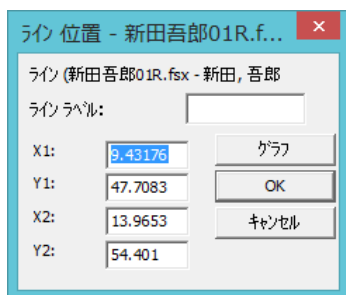 ﾗｲﾝ 位置 - 新田吾郎01R.f...
ﾗｲﾝ (新田吾郎01R.fsx - 新田, 吾郎
ﾗｲﾝ ﾗﾍﾞﾙ:
X1: 9.43176 ｸﾞﾗﾌ
Y1: 47.7083 OK
X2: 13.9653 ｷｬﾝｾﾙ
Y2: 54.401